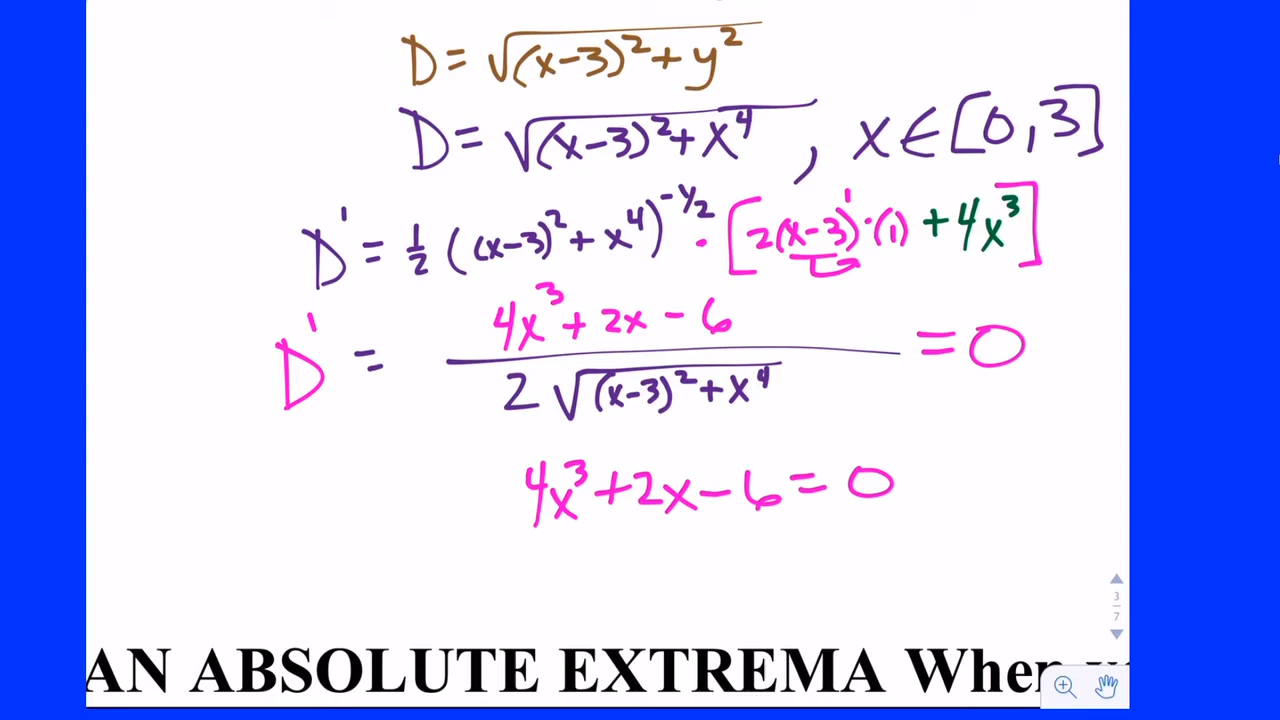 D = √((x-3)² + y²)
D = √((x-3)² + x⁴) , x ∈ [0,3]
D' = 1/2 ((x-3)² + x⁴)^(-1/2) · [2(x-3)¹·(1) + 4x³]
D' = (4x³ + 2x - 6) / (2√((x-3)² + x⁴)) = 0
4x³ + 2x - 6 = 0
3
7
AN ABSOLUTE EXTREMA When